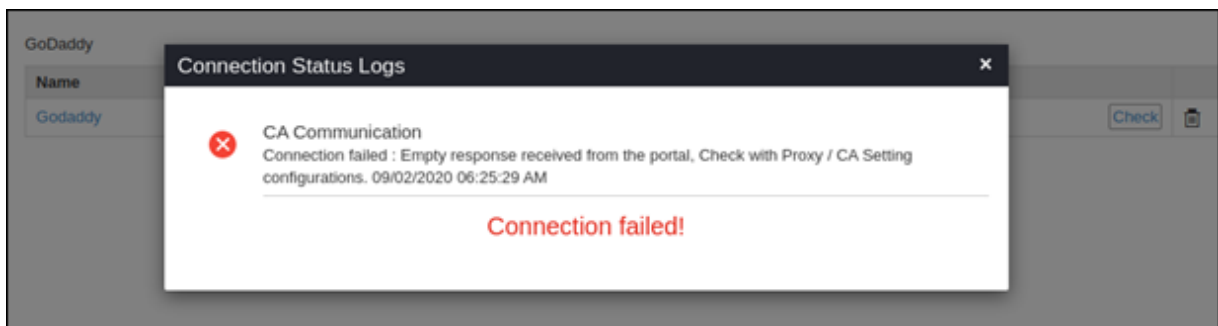 GoDaddy
Connection Status Logs ×
Name
Godaddy
Check
CA Communication
Connection failed : Empty response received from the portal, Check with Proxy / CA Setting
configurations. 09/02/2020 06:25:29 AM
Connection failed!